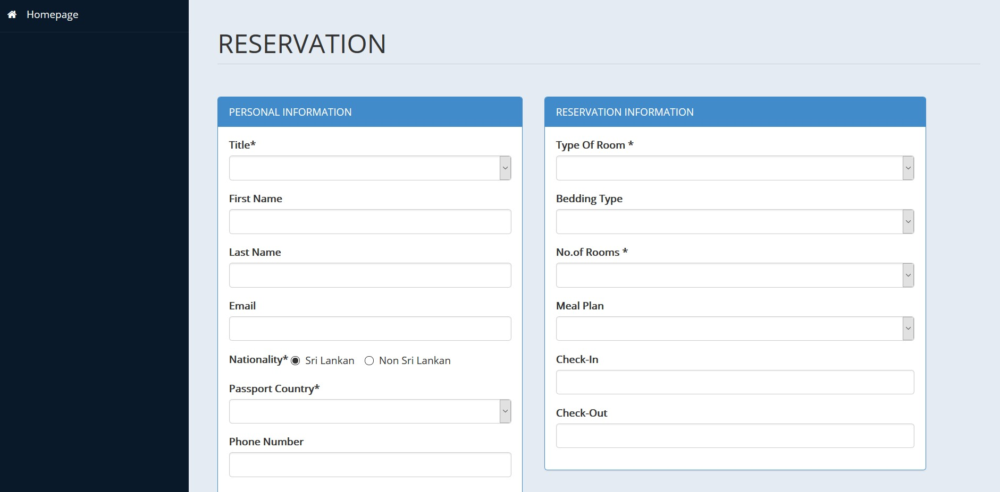 Homepage
RESERVATION
PERSONAL INFORMATION
Title*
First Name
Last Name
Email
Nationality* Sri Lankan Non Sri Lankan
Passport Country*
Phone Number
RESERVATION INFORMATION
Type Of Room *
Bedding Type
No.of Rooms *
Meal Plan
Check-In
Check-Out